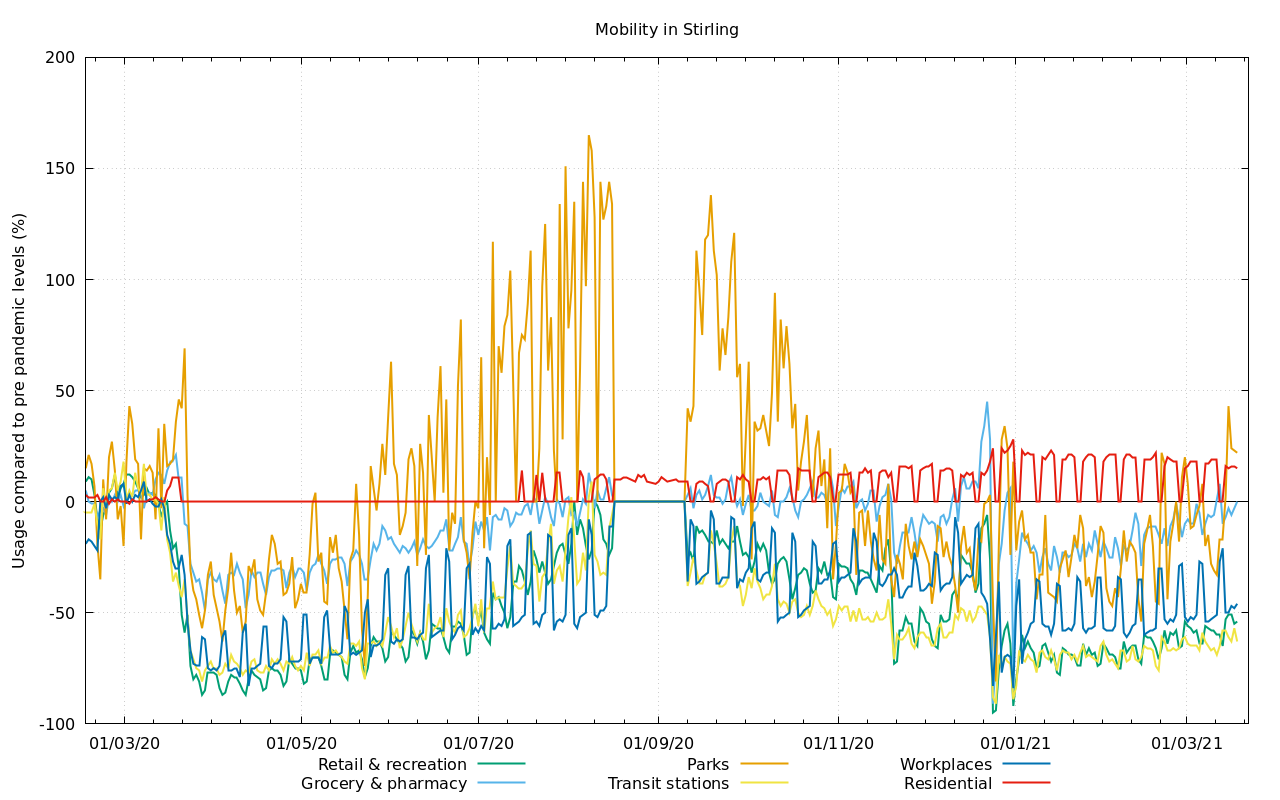 Mobility in Stirling
Usage compared to pre pandemic levels (%)
200
150
100
50
0
-50
-100
01/03/20 01/05/20 01/07/20 01/09/20 01/11/20 01/01/21 01/03/21
Retail & recreation Parks Workplaces
Grocery & pharmacy Transit stations Residential